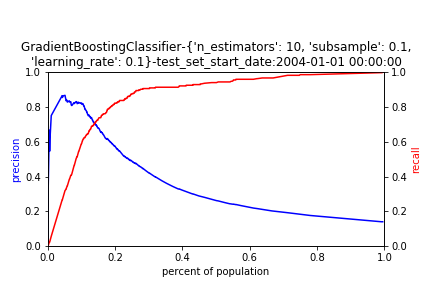 GradientBoostingClassifier-{'n_estimators': 10, 'subsample': 0.1,
'learning_rate': 0.1}-test_set_start_date:2004-01-01 00:00:00
1.0
0.8
0.6
0.4
0.2
0.0
precision
1.0
0.8
0.6
0.4
0.2
0.0
recall
0.0 0.2 0.4 0.6 0.8 1.0
percent of population